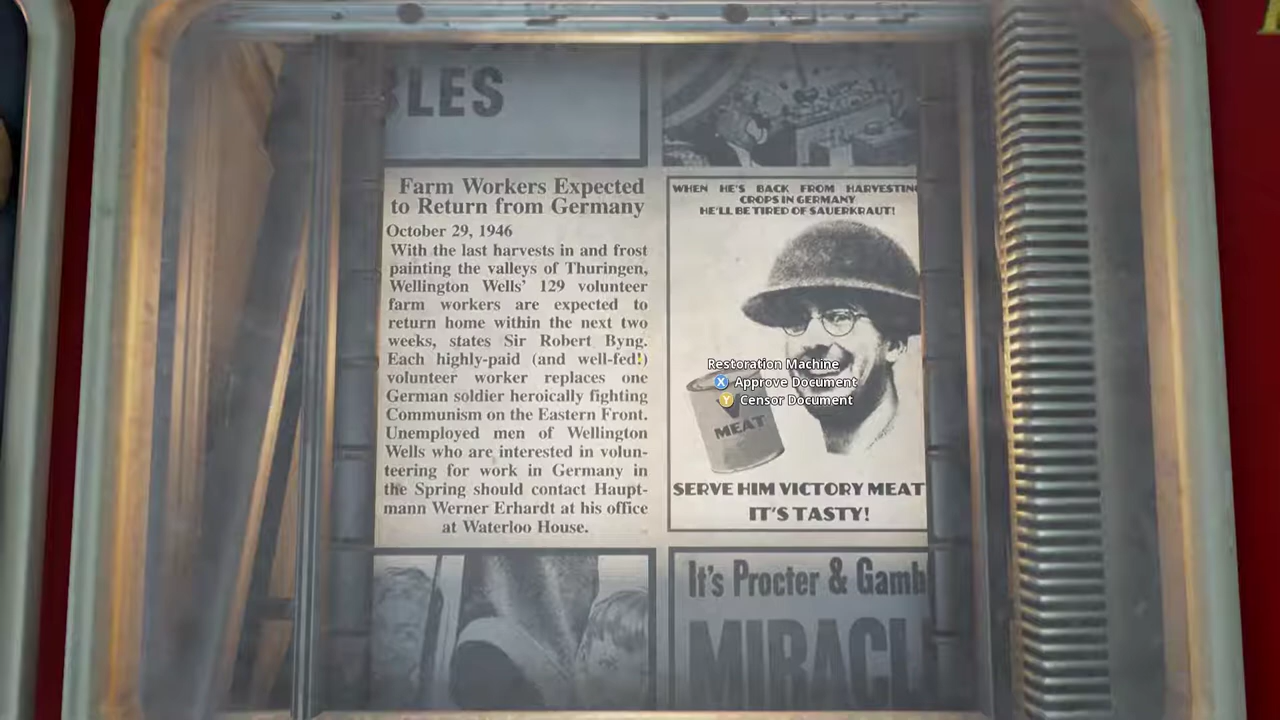 BLES
Farm Workers Expected
to Return from Germany
October 29, 1946
With the last harvests in and frost
painting the valleys of Thuringen,
Wellington Wells' 129 volunteer
farm workers are expected to
return home within the next two
weeks, states Sir Robert Byng.
Each highly-paid (and well-fed!)
volunteer worker replaces one
German soldier heroically fighting
Communism on the Eastern Front.
Unemployed men of Wellington
Wells who are interested in volun-
teering for work in Germany in
the Spring should contact Haupt-
mann Werner Erhardt at his office
at Waterloo House.
WHEN HE'S BACK FROM HARVESTING
CROPS IN GERMANY
HE'LL BE TIRED OF SAUERKRAUT!
Restoration Machine
X Approve Document
Y Censor Document
V
MEAT
SERVE HIM VICTORY MEAT
IT'S TASTY!
It's Procter & Gamb
MIRACL